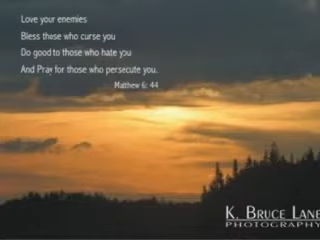 Love your enemies
Bless those who curse you
Do good to those who hate you
And Pray for those who persecute you.
Matthew 6: 44
K. BRUCE LANE
PHOTOGRAPHY